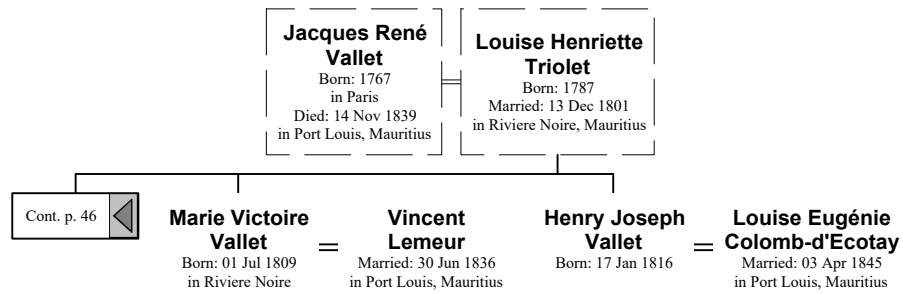 Jacques René
Vallet
Born: 1767
in Paris
Died: 14 Nov 1839
in Port Louis, Mauritius
Louise Henriette
Triolet
Born: 1787
Married: 13 Dec 1801
in Riviere Noire, Mauritius
Cont. p. 46
Marie Victoire
Vallet
Born: 01 Jul 1809
in Riviere Noire
=
Vincent
Lemeur
Married: 30 Jun 1836
in Port Louis, Mauritius
Henry Joseph
Vallet
Born: 17 Jan 1816
=
Louise Eugénie
Colomb-d'Ecotay
Married: 03 Apr 1845
in Port Louis, Mauritius